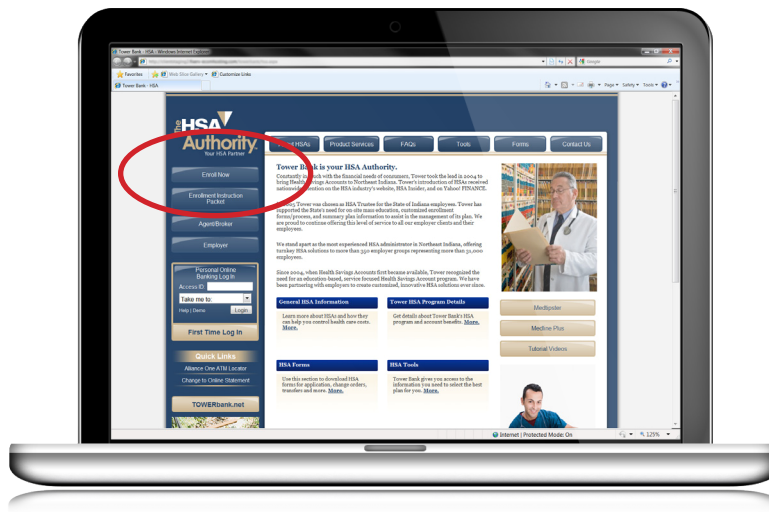 Tower Bank - HSA - Windows Internet Explorer
Google
Favorites
Web Slice Gallery
Customize Links
Tower Bank - HSA
Page
Safety
Tools
The
HSA
Authority
Your HSA Partner
HSAs
Product Services
FAQs
Tools
Forms
Contact Us
Enroll Now
Enrollment Instruction
Packet
Agent/Broker
Employer
Personal Online
Banking Log In
Access ID
Take me to:
Help | Demo
Login
First Time Log In
Quick Links
Alliance One ATM Locator
Change to Online Statement
TOWERbank.net
Tower Bank is your HSA Authority.
Constantly in touch with the financial needs of consumers, Tower took the lead in 2004 to
bring Health Savings Accounts to Northeast Indiana. Tower's introduction of HSAs received
nationwide attention on the HSA industry's website, HSA Insider, and on Yahoo! FINANCE.
Tower was chosen as HSA Trustee for the State of Indiana employees. Tower has
supported the State's need for on-site mass education, customized enrollment
forms/process, and summary plan information to assist in the management of its plan. We
are proud to continue offering this level of service to all our employer clients and their
employees.
We stand apart as the most experienced HSA administrator in Northeast Indiana, offering
turnkey HSA solutions to more than 350 employer groups representing more than 31,000
employees.
Since 2004, when Health Savings Accounts first became available, Tower recognized the
need for an education-based, service focused Health Savings Account program. We have
been partnering with employers to create customized, innovative HSA solutions ever since.
General HSA Information
Learn more about HSAs and how they
can help you control health care costs.
More.
Tower HSA Program Details
Get details about Tower Bank's HSA
program and account benefits. More.
HSA Forms
Use this section to download HSA
forms for application, change orders,
transfers and more. More.
HSA Tools
Tower Bank gives you access to the
information you need to select the best
plan for you. More.
Medlipster
Medline Plus
Tutorial Videos
Internet | Protected Mode: On
125%